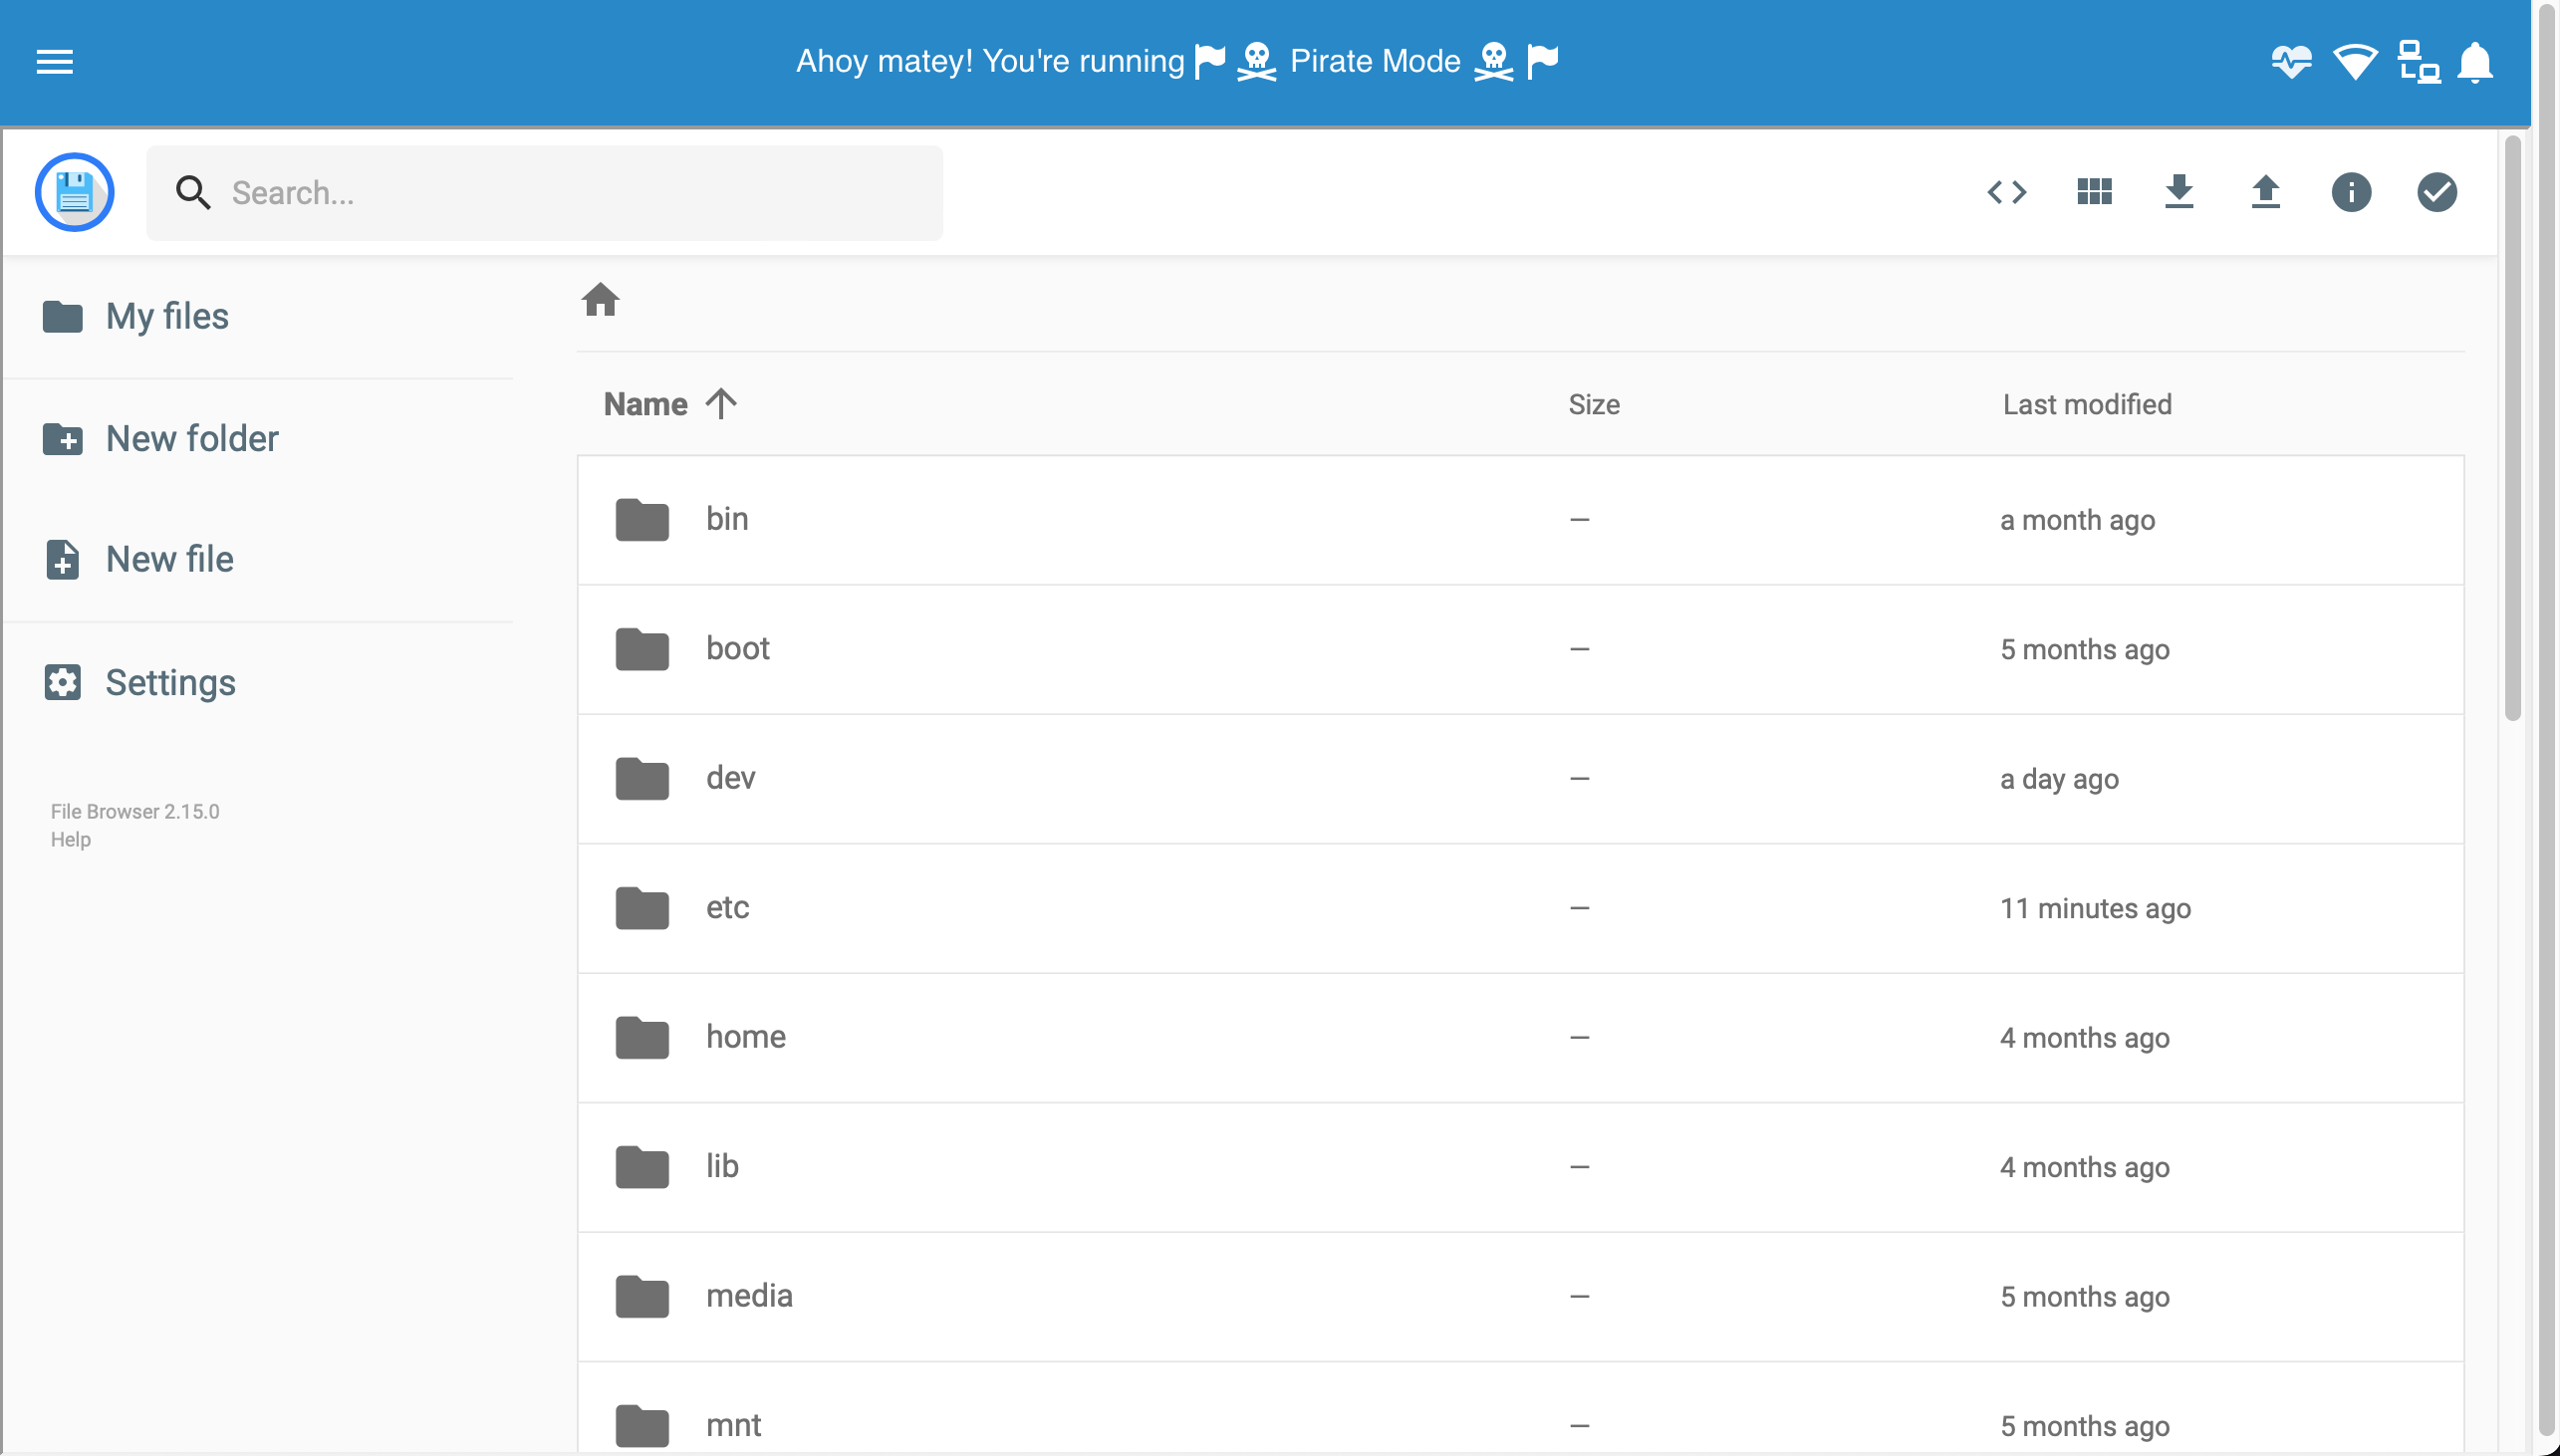 Ahoy matey! You're running Pirate Mode
Search...
My files
New folder
New file
Settings
File Browser 2.15.0
Help
Name Size Last modified
bin — a month ago
boot — 5 months ago
dev — a day ago
etc — 11 minutes ago
home — 4 months ago
lib — 4 months ago
media — 5 months ago
mnt — 5 months ago